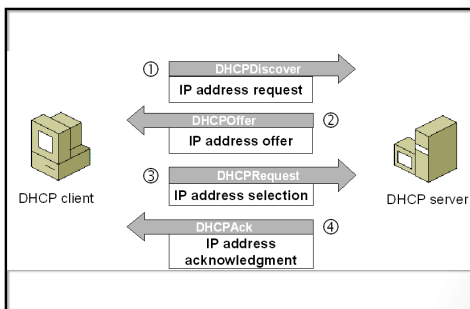 ① DHCPDiscover
IP address request
DHCPOffer ②
IP address offer
③ DHCPRequest
IP address selection
DHCP client
DHCP server
DHCPAck ④
IP address
acknowledgment